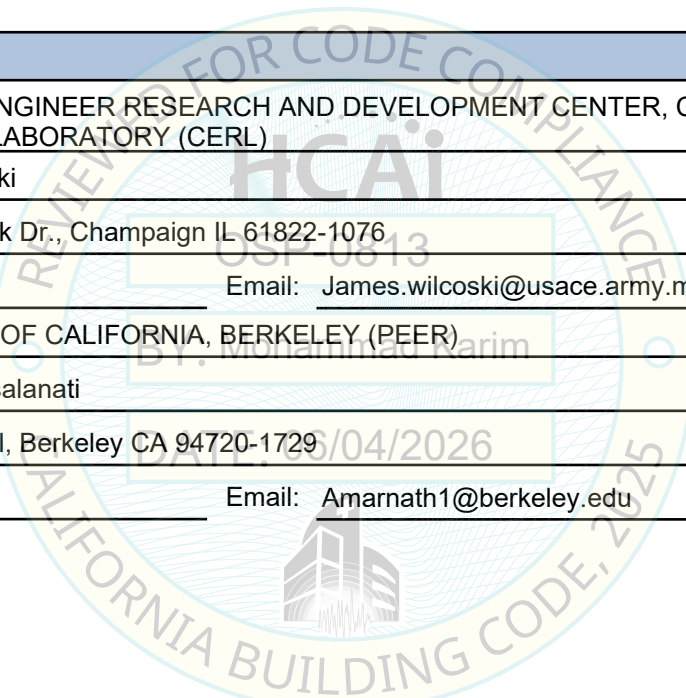 NGINEER RESEARCH AND DEVELOPMENT CENTER, C
LABORATORY (CERL)
ki
k Dr., Champaign IL 61822-1076
Email: James.wilcoski@usace.army.m
OF CALIFORNIA, BERKELEY (PEER)
salanati
l, Berkeley CA 94720-1729
Email: Amarnath1@berkeley.edu
REVIEWED FOR CODE COMPLIANCE
HCAi
OSP-0813
BY: Mohammad Karim
DATE: 06/04/2026
CALIFORNIA BUILDING CODE, 2025